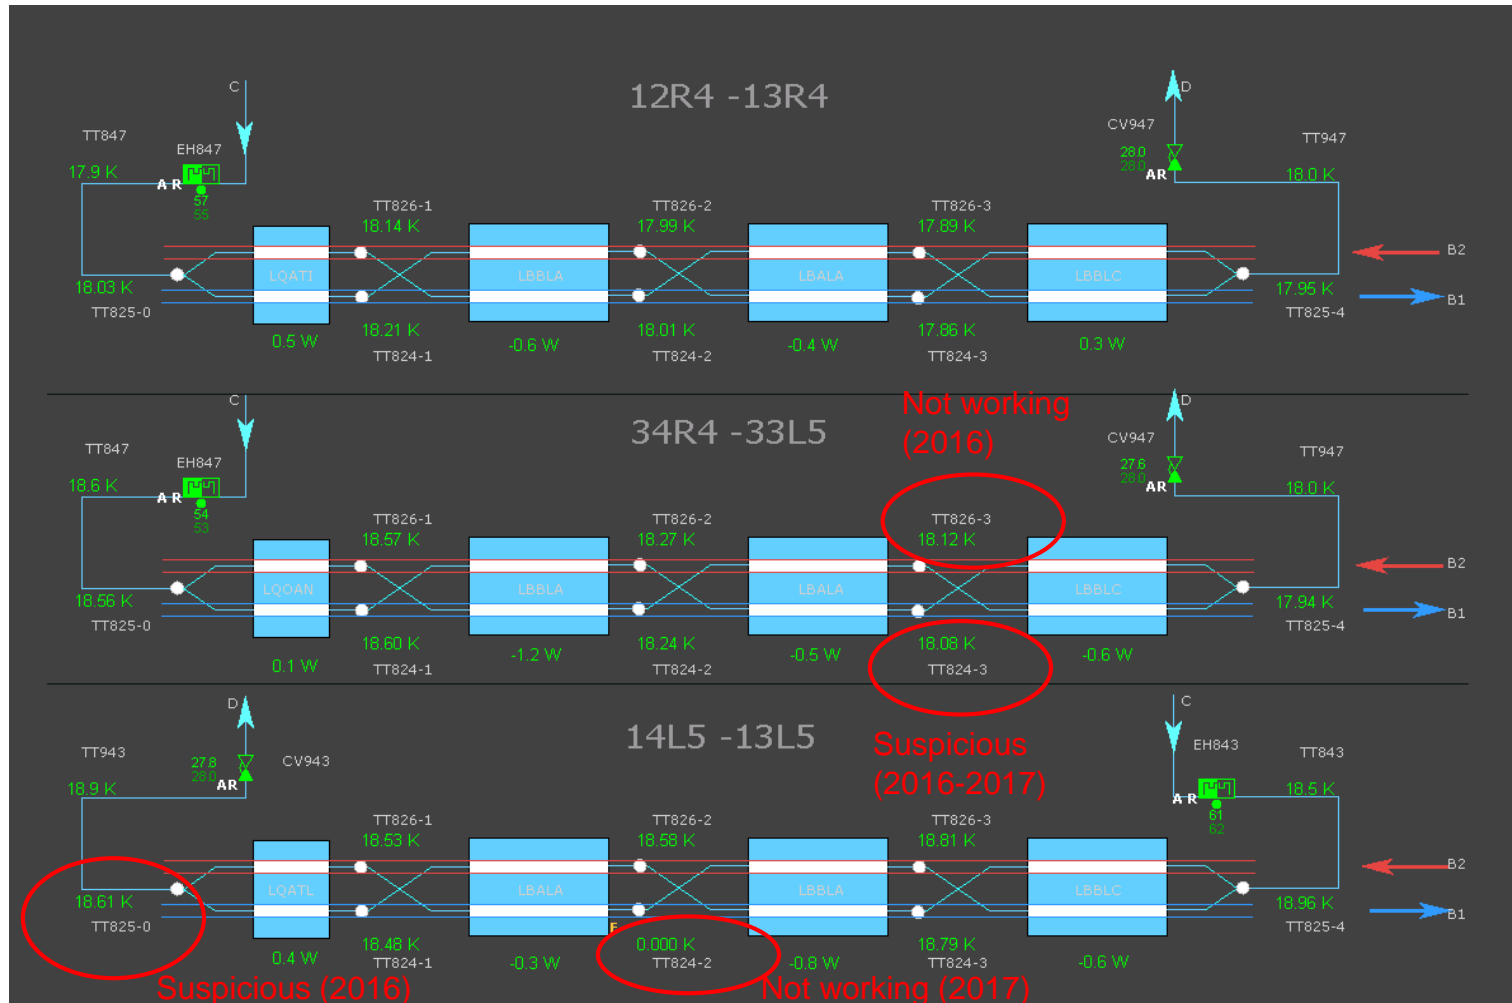 12R4 -13R4
C
D
TT847
EH847
CV947
TT947
17.9 K
A R
57
55
28.0
28.0
AR
18.0 K
TT826-1
18.14 K
TT826-2
17.99 K
TT826-3
17.89 K
B2
LQATI
LBBLA
LBALA
LBBLC
18.03 K
TT825-0
17.95 K
TT825-4
B1
0.5 W
18.21 K
TT824-1
-0.6 W
18.01 K
TT824-2
-0.4 W
17.86 K
TT824-3
0.3 W
Not working
(2016)
34R4 -33L5
C
D
TT847
EH847
CV947
TT947
18.6 K
A R
54
53
27.6
28.0
AR
18.0 K
TT826-1
18.57 K
TT826-2
18.27 K
TT826-3
18.12 K
B2
LQOAN
LBBLA
LBALA
LBBLC
18.56 K
TT825-0
17.94 K
TT825-4
B1
0.1 W
18.60 K
TT824-1
-1.2 W
18.24 K
TT824-2
-0.5 W
18.08 K
TT824-3
-0.6 W
Suspicious
(2016-2017)
14L5 -13L5
D
C
TT943
CV943
EH843
TT843
18.9 K
27.8
28.0
AR
A R
61
62
18.5 K
TT826-1
18.53 K
TT826-2
18.58 K
TT826-3
18.81 K
B2
LQATL
LBALA
LBBLA
LBBLC
18.61 K
TT825-0
18.96 K
TT825-4
B1
F
0.4 W
18.48 K
TT824-1
-0.3 W
0.000 K
TT824-2
-0.8 W
18.79 K
TT824-3
-0.6 W
Suspicious (2016)
Not working (2017)